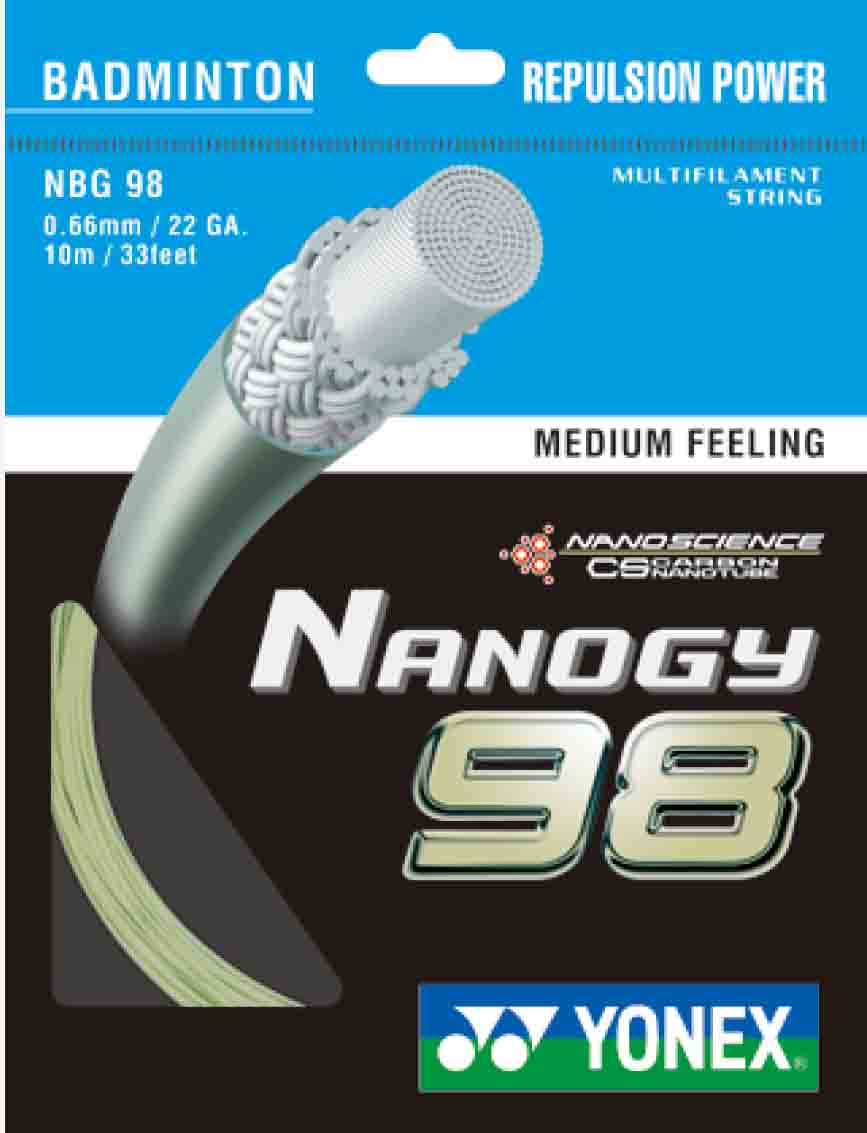 BADMINTON
REPULSION POWER
NBG 98
0.66mm / 22 GA.
10m / 33feet
MULTIFILAMENT
STRING
MEDIUM FEELING
NANOSCIENCE
CS CARBON
NANOTUBE
NANOGY
98
YONEX®